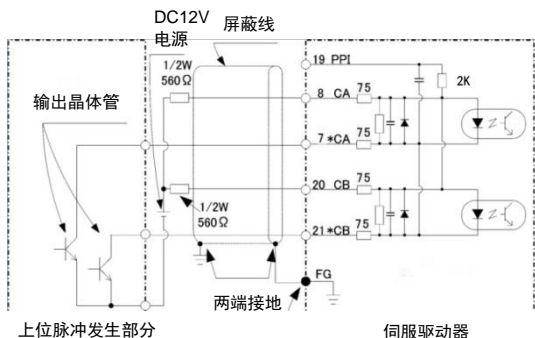 DC12V
电源
屏蔽线
1/2W
560Ω
输出晶体管
19 PPI
2K
8 CA 75
7 *CA 75
20 CB 75
1/2W
560Ω
21 *CB 75
FG
两端接地
上位脉冲发生部分
伺服驱动器